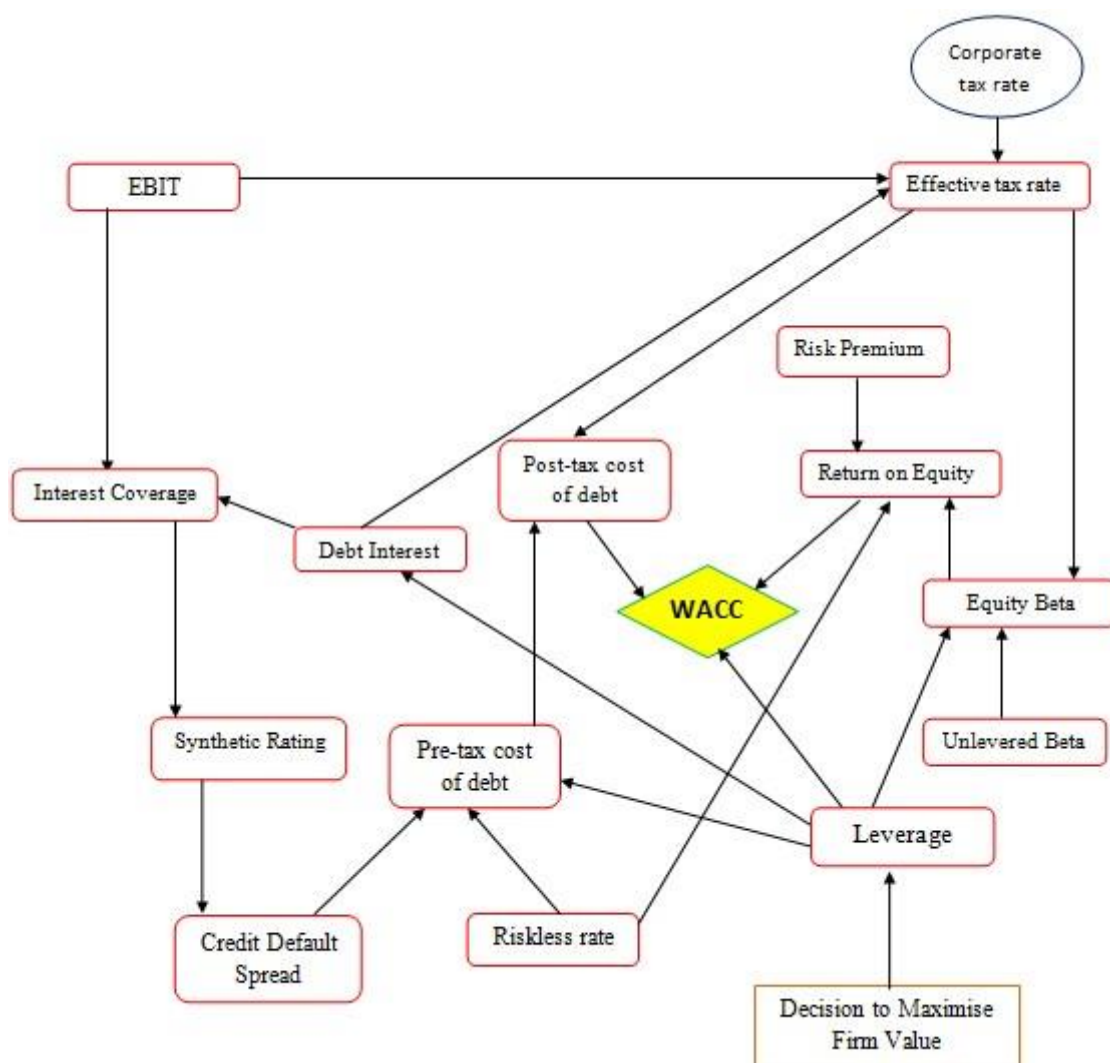 Corporate
tax rate
EBIT
Effective tax rate
Risk Premium
Post-tax cost
of debt
Return on Equity
Interest Coverage
Debt Interest
WACC
Equity Beta
Synthetic Rating
Pre-tax cost
of debt
Unlevered Beta
Leverage
Credit Default
Spread
Riskless rate
Decision to Maximise
Firm Value